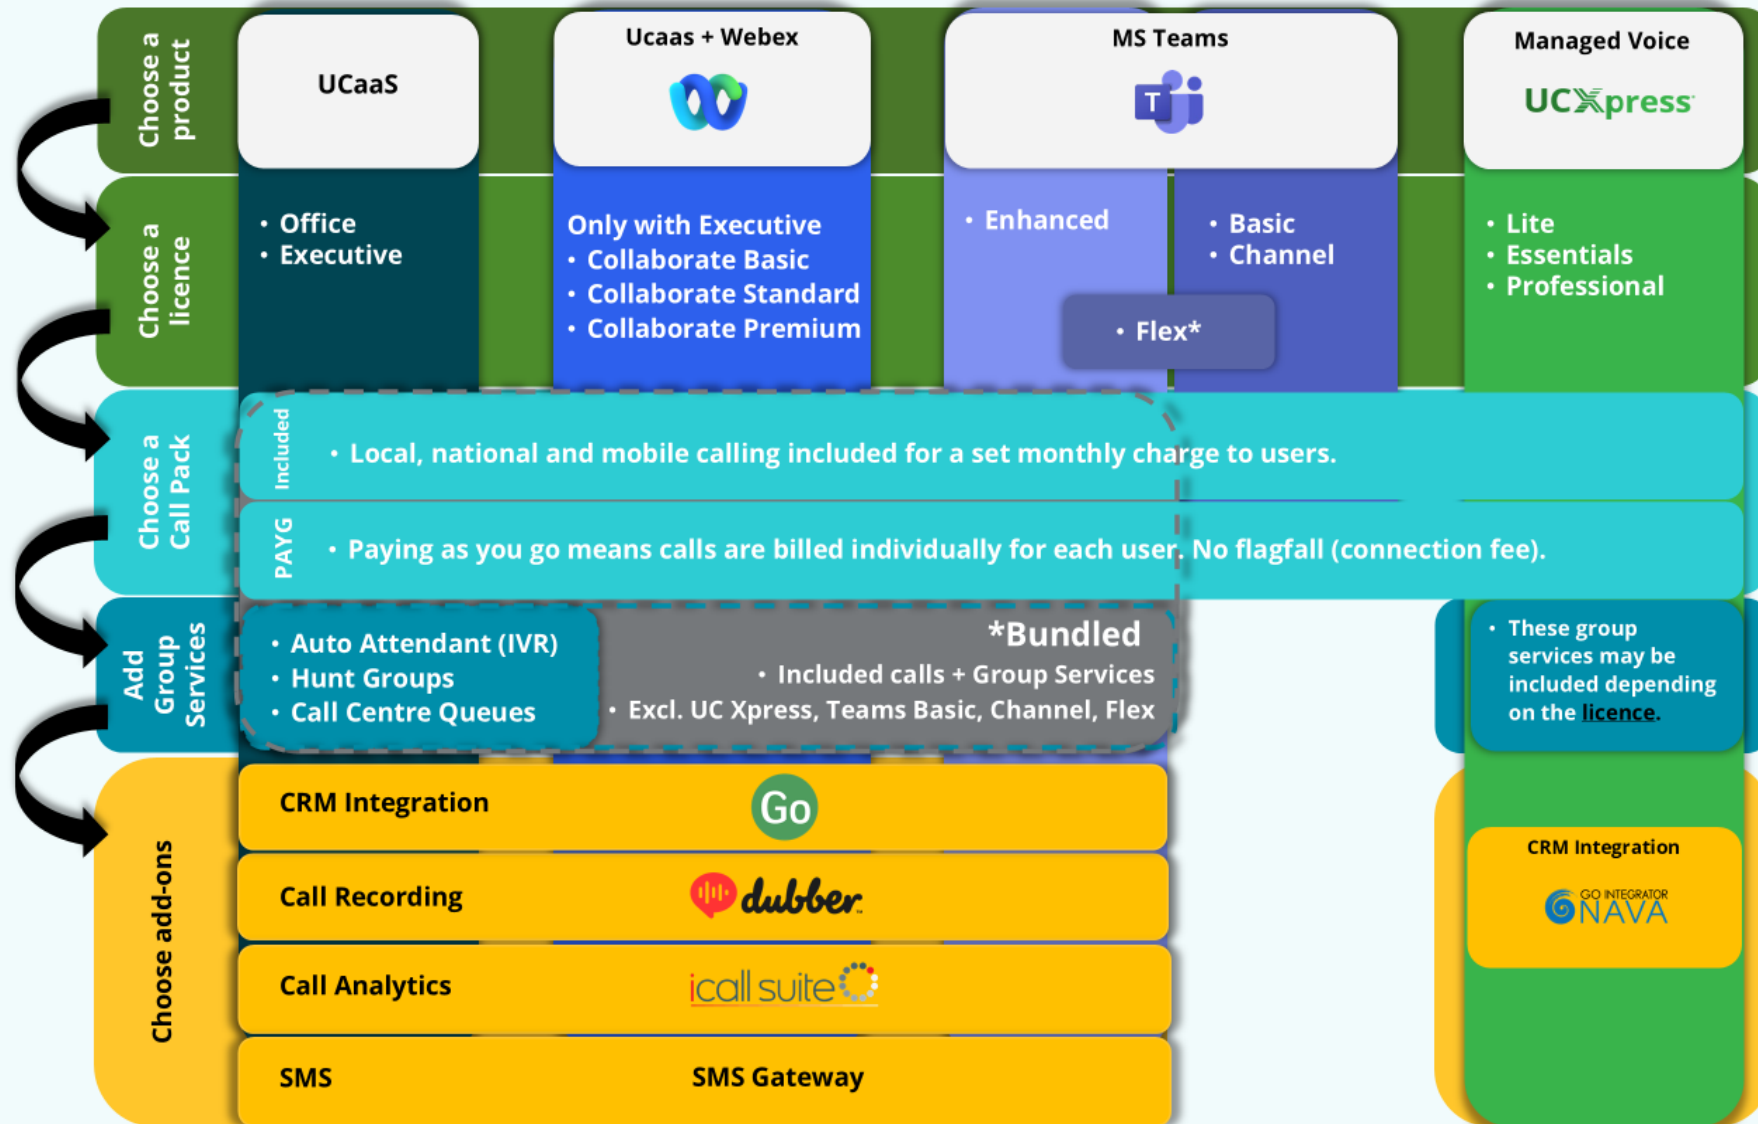 Choose a
product
UCaaS
Ucaas + Webex
MS Teams
T
Managed Voice
UCXpress
Choose a
licence
• Office
• Executive
Only with Executive
• Collaborate Basic
• Collaborate Standard
• Collaborate Premium
• Enhanced
• Basic
• Channel
• Flex*
• Lite
• Essentials
• Professional
Choose a
Call Pack
Included
• Local, national and mobile calling included for a set monthly charge to users.
PAYG
• Paying as you go means calls are billed individually for each user. No flagfall (connection fee).
Add
Group
Services
• Auto Attendant (IVR)
• Hunt Groups
• Call Centre Queues
*Bundled
• Included calls + Group Services
• Excl. UC Xpress, Teams Basic, Channel, Flex
• These group
services may be
included depending
on the licence.
Choose add-ons
CRM Integration
Go
Call Recording
dubber
Call Analytics
icall suite
SMS
SMS Gateway
CRM Integration
GO INTEGRATOR
NAVA